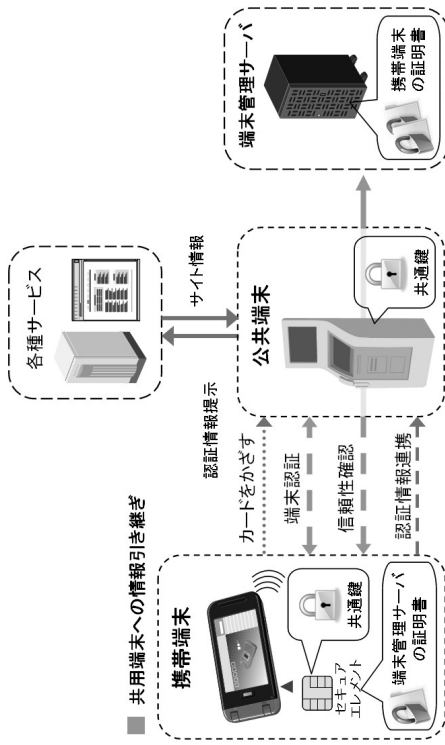 ■ 共用端末への情報引き継ぎ
携帯端末
セキュア
エレメント
共通鍵
端末管理サーバ
の証明書
カードをかざす
端末認証
信頼性確認
認証情報連携
各種サービス
認証情報提示
サイト情報
公共端末
共通鍵
端末管理サーバ
携帯端末
の証明書